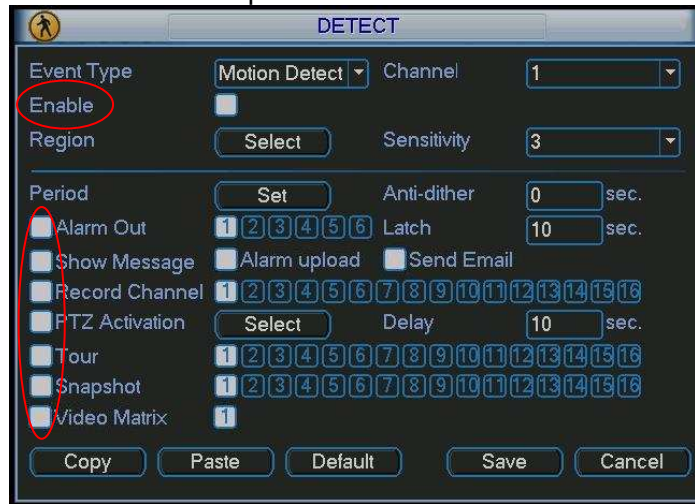 DETECT
Event Type Motion Detect Channel 1
Enable
Region Select Sensitivity 3
Period Set Anti-dither 0 sec.
Alarm Out 1 2 3 4 5 6 Latch 10 sec.
Show Message Alarm upload Send Email
Record Channel 1 2 3 4 5 6 7 8 9 10 11 12 13 14 15 16
PTZ Activation Select Delay 10 sec.
Tour 1 2 3 4 5 6 7 8 9 10 11 12 13 14 15 16
Snapshot 1 2 3 4 5 6 7 8 9 10 11 12 13 14 15 16
Video Matrix 1
Copy Paste Default Save Cancel